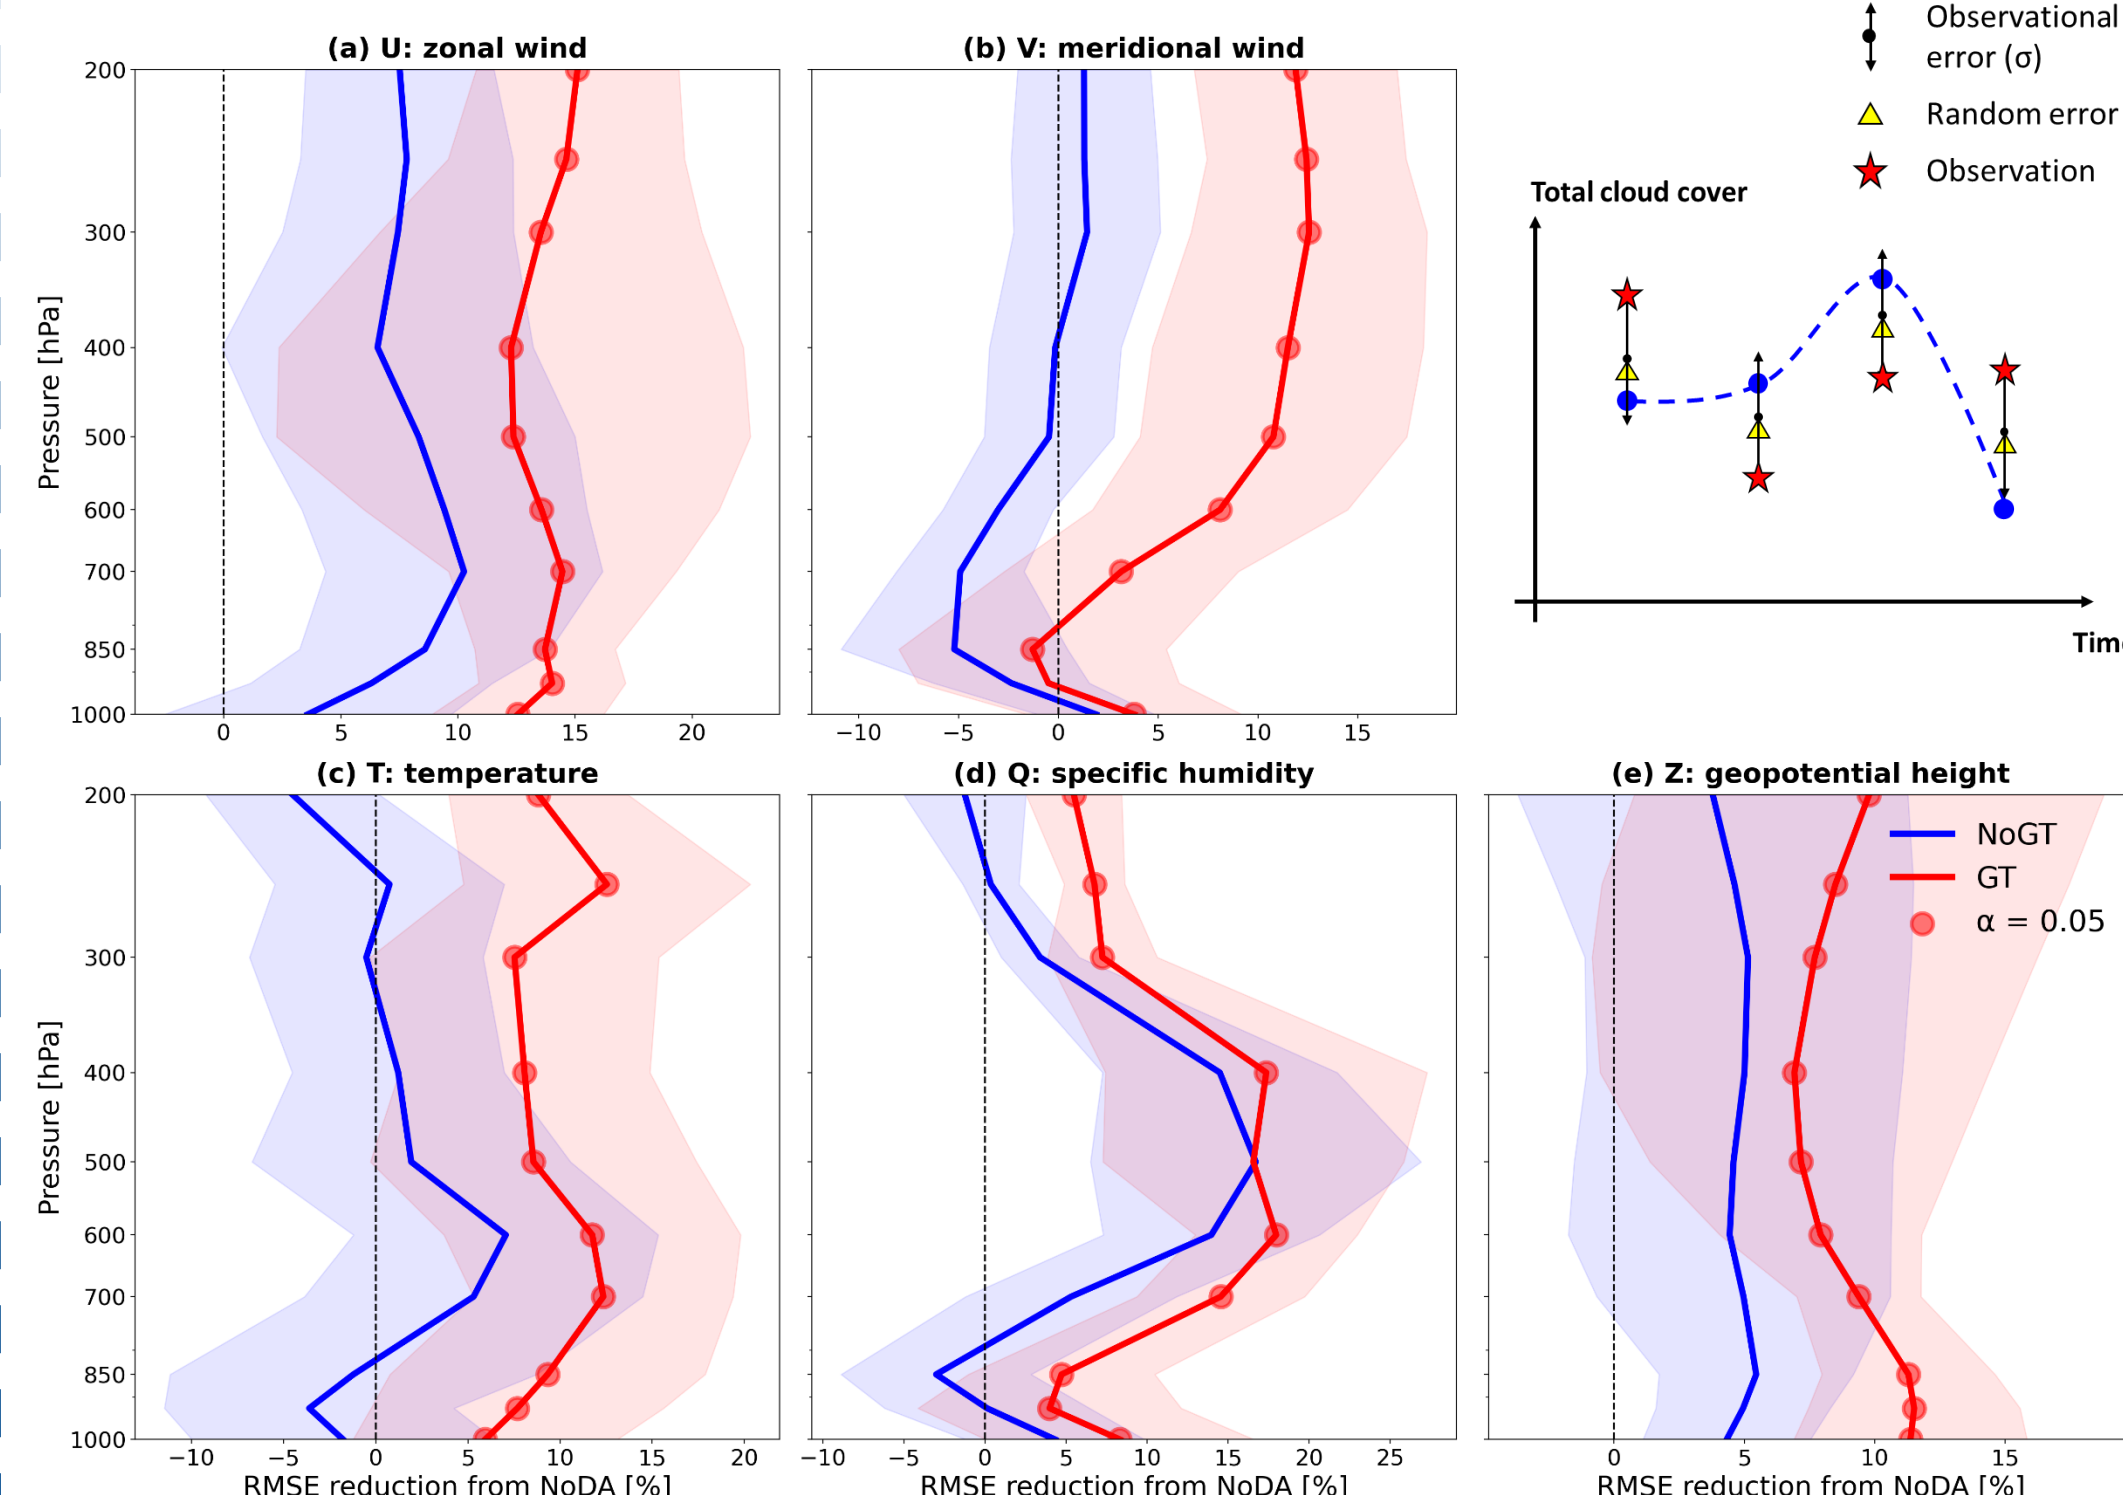 (a) U: zonal wind
(b) V: meridional wind
Observational
error (σ)
Random error
Observation
Total cloud cover
Pressure [hPa]
200
300
400
500
600
700
850
1000
0 5 10 15 20
−10 −5 0 5 10 15
(c) T: temperature
(d) Q: specific humidity
(e) Z: geopotential height
Pressure [hPa]
200
300
400
500
600
700
850
1000
NoGT
GT
α = 0.05
−10 −5 0 5 10 15 20
−10 −5 0 5 10 15 20 25
0 5 10 15
RMSE reduction from NoDA [%]
RMSE reduction from NoDA [%]
RMSE reduction from NoDA [%]